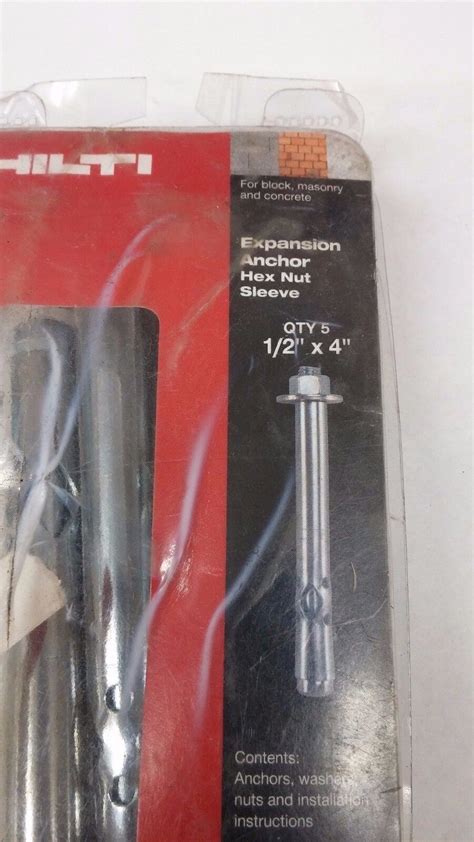 HILTI
For block, masonry
and concrete
Expansion
Anchor
Hex Nut
Sleeve
QTY 5
1/2" x 4"
Contents:
Anchors, washers,
nuts and installation
instructions